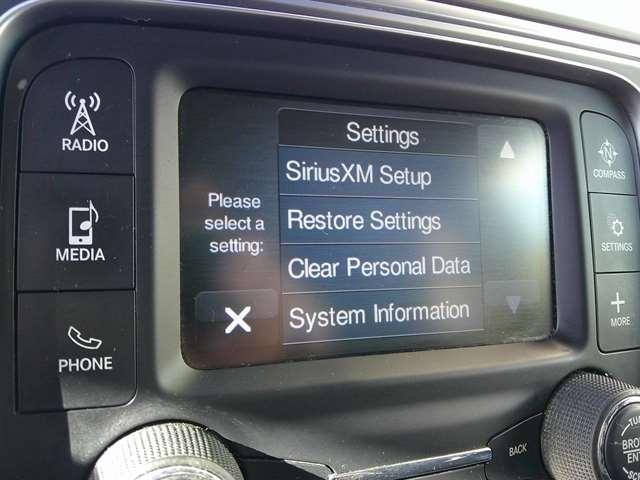 RADIO
MEDIA
PHONE
Settings
Please
select a
setting:
SiriusXM Setup
Restore Settings
Clear Personal Data
System Information
N
COMPASS
SETTINGS
MORE
BACK
ENT